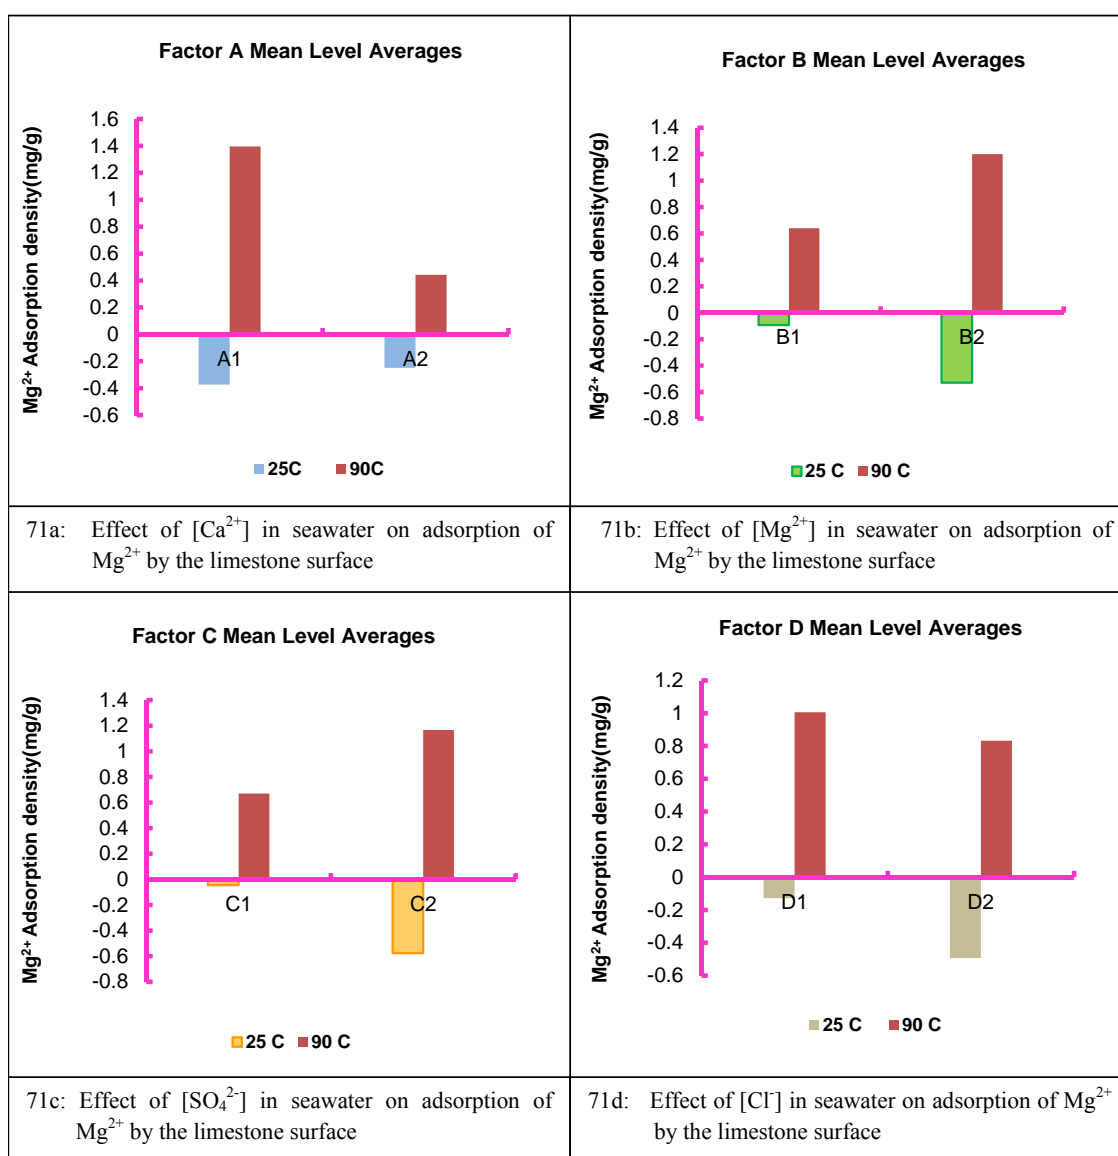 Factor A Mean Level Averages
Mg²⁺ Adsorption density(mg/g)
1.6
1.4
1.2
1
0.8
0.6
0.4
0.2
0
-0.2
-0.4
-0.6
A1
A2
25C
90C
Factor B Mean Level Averages
Mg²⁺ Adsorption density(mg/g)
1.4
1.2
1
0.8
0.6
0.4
0.2
0
-0.2
-0.4
-0.6
-0.8
B1
B2
25 C
90 C
71a: Effect of [Ca²⁺] in seawater on adsorption of
Mg²⁺ by the limestone surface
71b: Effect of [Mg²⁺] in seawater on adsorption of
Mg²⁺ by the limestone surface
Factor C Mean Level Averages
Mg²⁺ Adsorption density(mg/g)
1.4
1.2
1
0.8
0.6
0.4
0.2
0
-0.2
-0.4
-0.6
-0.8
C1
C2
25 C
90 C
Factor D Mean Level Averages
Mg²⁺ Adsorption density(mg/g)
1.2
1
0.8
0.6
0.4
0.2
0
-0.2
-0.4
-0.6
D1
D2
25 C
90 C
71c: Effect of [SO₄²⁻] in seawater on adsorption of
Mg²⁺ by the limestone surface
71d: Effect of [Cl⁻] in seawater on adsorption of Mg²⁺
by the limestone surface